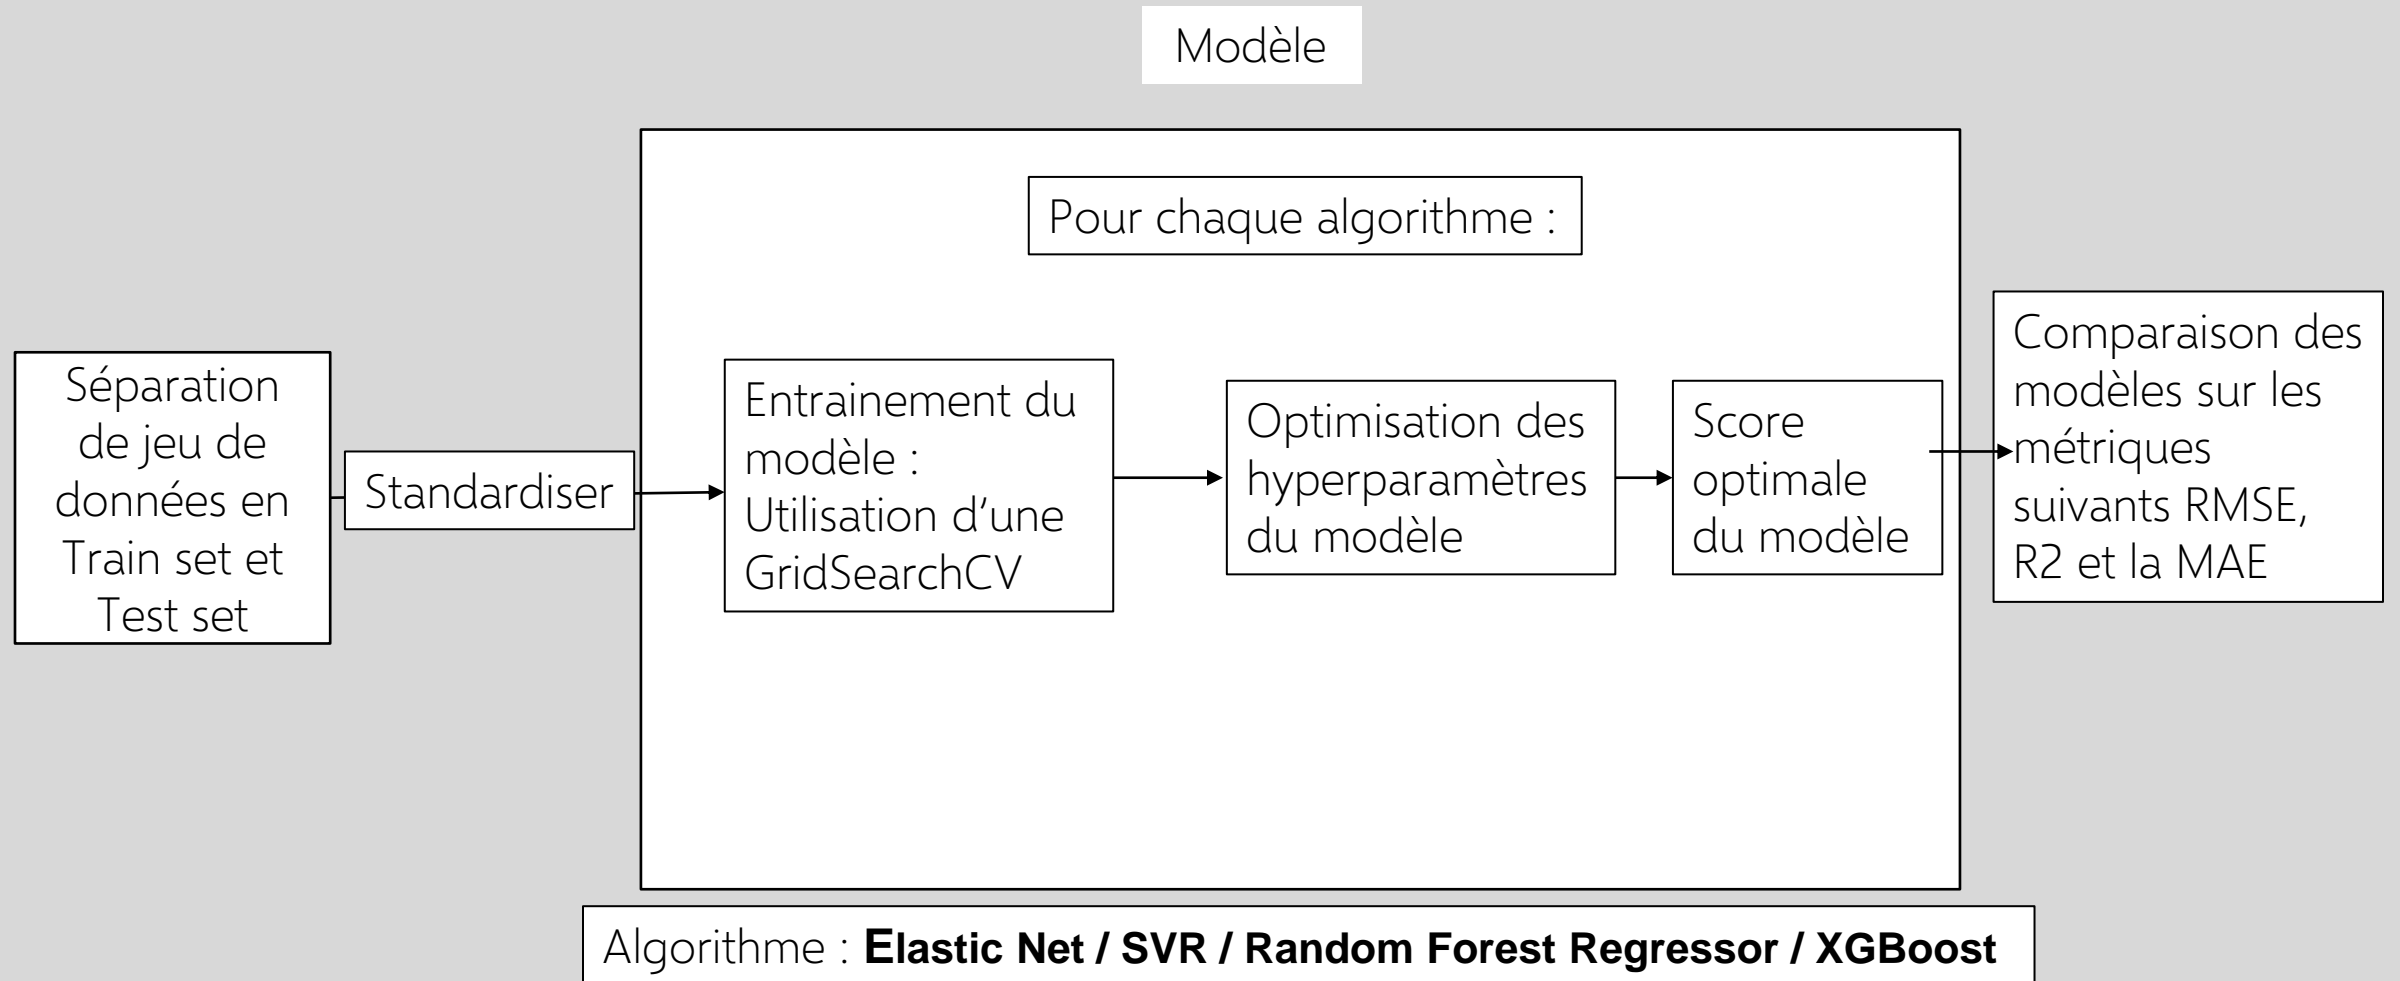 Modèle
Pour chaque algorithme :
Séparation
de jeu de
données en
Train set et
Test set
Standardiser
Entrainement du
modèle :
Utilisation d’une
GridSearchCV
Optimisation des
hyperparamètres
du modèle
Score
optimale
du modèle
Comparaison des
modèles sur les
métriques
suivants RMSE,
R2 et la MAE
Algorithme : Elastic Net / SVR / Random Forest Regressor / XGBoost